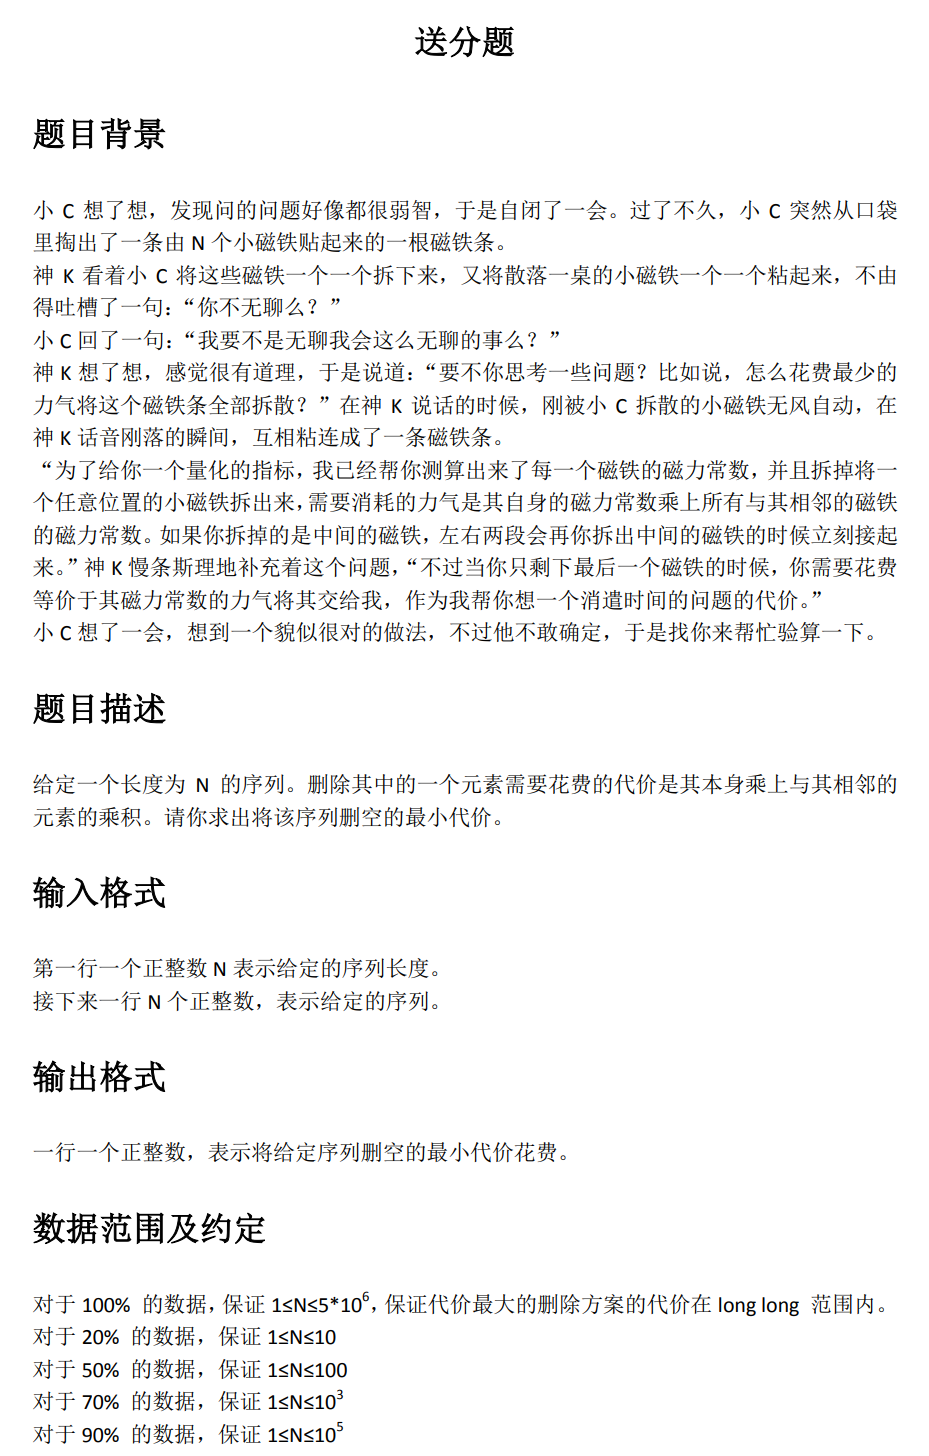 送分题
题目背景
小 C 想了想，发现问的问题好像都很弱智，于是自闭了一会。过了不久，小 C 突然从口袋
里掏出了一条由 N 个小磁铁贴起来的一根磁铁条。
神 K 看着小 C 将这些磁铁一个一个拆下来，又将散落一桌的小磁铁一个一个粘起来，不由
得吐槽了一句：“你不无聊么？”
小 C 回了一句：“我要不是无聊我会这么无聊的事么？”
神 K 想了想，感觉很有道理，于是说道：“要不你思考一些问题？比如说，怎么花费最少的
力气将这个磁铁条全部拆散？”在神 K 说话的时候，刚被小 C 拆散的小磁铁无风自动，在
神 K 话音刚落的瞬间，互相粘连成了一条磁铁条。
“为了给你一个量化的指标，我已经帮你测算出来了每一个磁铁的磁力常数，并且拆掉将一
个任意位置的小磁铁拆出来，需要消耗的力气是其自身的磁力常数乘上所有与其相邻的磁铁
的磁力常数。如果你拆掉的是中间的磁铁，左右两段会再你拆出中间的磁铁的时候立刻接起
来。”神 K 慢条斯理地补充着这个问题，“不过当你只剩下最后一个磁铁的时候，你需要花费
等价于其磁力常数的力气将其交给我，作为我帮你想一个消遣时间的问题的代价。”
小 C 想了一会，想到一个貌似很对的做法，不过他不敢确定，于是找你来帮忙验算一下。
题目描述
给定一个长度为 N 的序列。删除其中的一个元素需要花费的代价是其本身乘上与其相邻的
元素的乘积。请你求出将该序列删空的最小代价。
输入格式
第一行一个正整数 N 表示给定的序列长度。
接下来一行 N 个正整数，表示给定的序列。
输出格式
一行一个正整数，表示将给定序列删空的最小代价花费。
数据范围及约定
对于 100% 的数据，保证 1≤N≤5*10⁶，保证代价最大的删除方案的代价在 long long 范围内。
对于 20% 的数据，保证 1≤N≤10
对于 50% 的数据，保证 1≤N≤100
对于 70% 的数据，保证 1≤N≤10³
对于 90% 的数据，保证 1≤N≤10⁵